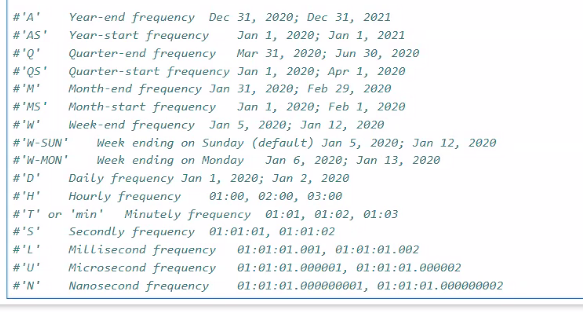 #'A' Year-end frequency Dec 31, 2020; Dec 31, 2021
#'AS' Year-start frequency Jan 1, 2020; Jan 1, 2021
#'Q' Quarter-end frequency Mar 31, 2020; Jun 30, 2020
#'QS' Quarter-start frequency Jan 1, 2020; Apr 1, 2020
#'M' Month-end frequency Jan 31, 2020; Feb 29, 2020
#'MS' Month-start frequency Jan 1, 2020; Feb 1, 2020
#'W' Week-end frequency Jan 5, 2020; Jan 12, 2020
#'W-SUN' Week ending on Sunday (default) Jan 5, 2020; Jan 12, 2020
#'W-MON' Week ending on Monday Jan 6, 2020; Jan 13, 2020
#'D' Daily frequency Jan 1, 2020; Jan 2, 2020
#'H' Hourly frequency 01:00, 02:00, 03:00
#'T' or 'min' Minutely frequency 01:01, 01:02, 01:03
#'S' Secondly frequency 01:01:01, 01:01:02
#'L' Millisecond frequency 01:01:01.001, 01:01:01.002
#'U' Microsecond frequency 01:01:01.000001, 01:01:01.000002
#'N' Nanosecond frequency 01:01:01.000000001, 01:01:01.000000002